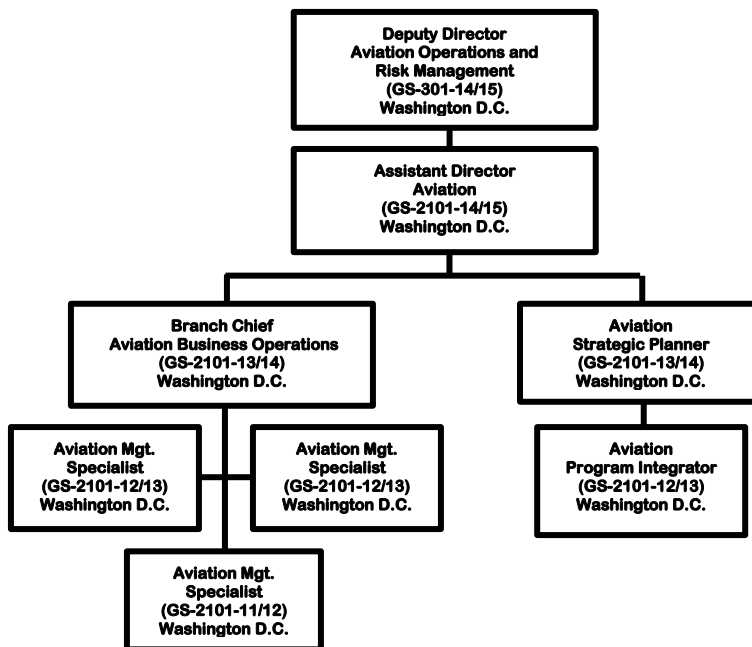 Deputy Director
Aviation Operations and
Risk Management
(GS-301-14/15)
Washington D.C.
Assistant Director
Aviation
(GS-2101-14/15)
Washington D.C.
Branch Chief
Aviation Business Operations
(GS-2101-13/14)
Washington D.C.
Aviation
Strategic Planner
(GS-2101-13/14)
Washington D.C.
Aviation Mgt.
Specialist
(GS-2101-12/13)
Washington D.C.
Aviation Mgt.
Specialist
(GS-2101-12/13)
Washington D.C.
Aviation
Program Integrator
(GS-2101-12/13)
Washington D.C.
Aviation Mgt.
Specialist
(GS-2101-11/12)
Washington D.C.